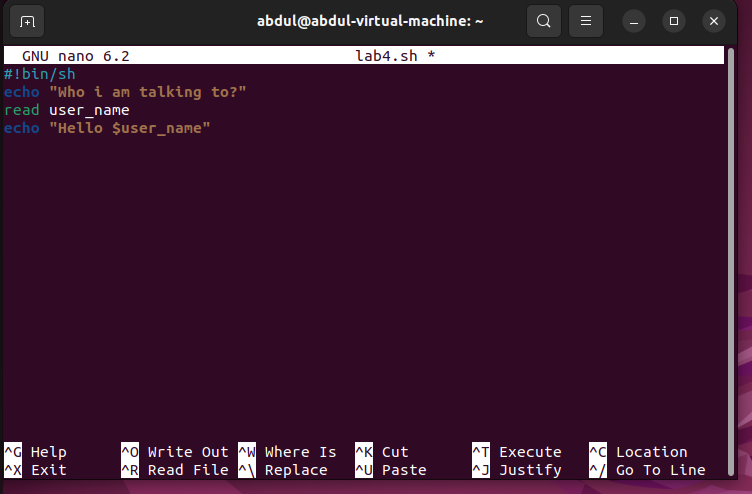 abdul@abdul-virtual-machine: ~
GNU nano 6.2 lab4.sh *
#!bin/sh
echo "Who i am talking to?"
read user_name
echo "Hello $user_name"
^G Help ^O Write Out ^W Where Is ^K Cut ^T Execute ^C Location
^X Exit ^R Read File ^\ Replace ^U Paste ^J Justify ^/ Go To Line